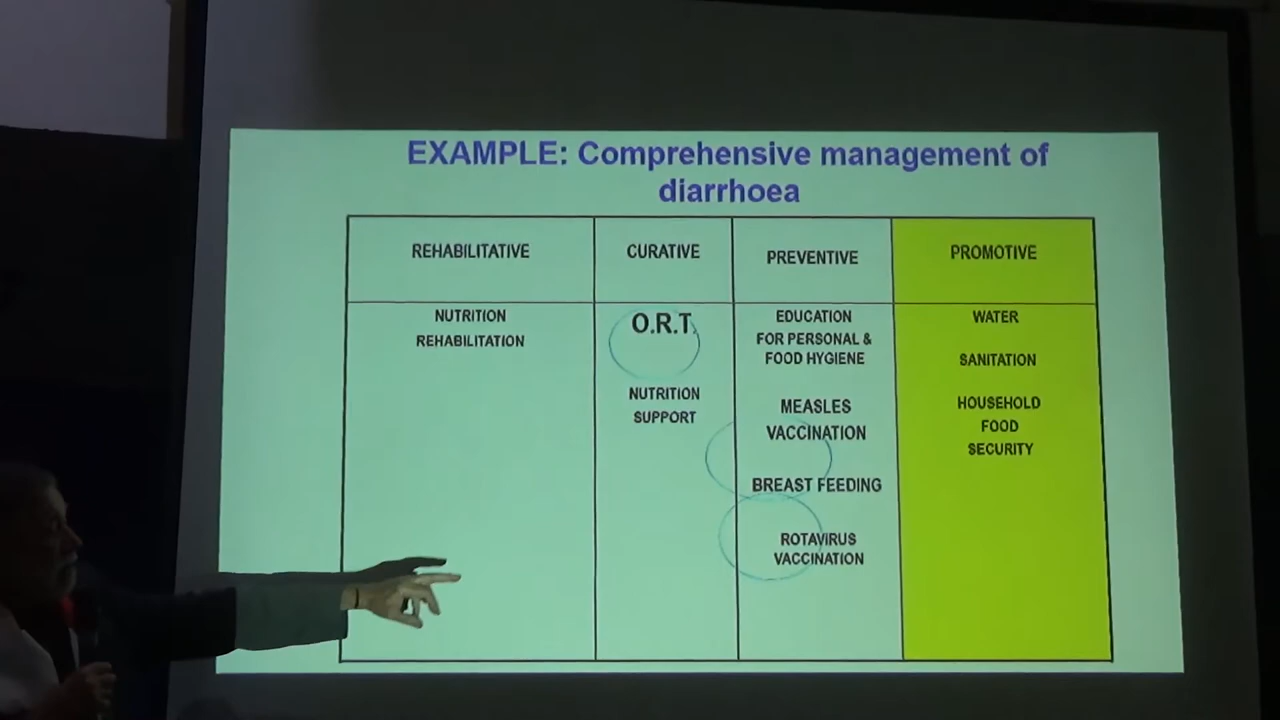 EXAMPLE: Comprehensive management of
diarrhoea
REHABILITATIVE
CURATIVE
PREVENTIVE
PROMOTIVE
NUTRITION
REHABILITATION
O.R.T.
NUTRITION
SUPPORT
EDUCATION
FOR PERSONAL &
FOOD HYGIENE
MEASLES
VACCINATION
BREAST FEEDING
ROTAVIRUS
VACCINATION
WATER
SANITATION
HOUSEHOLD
FOOD
SECURITY